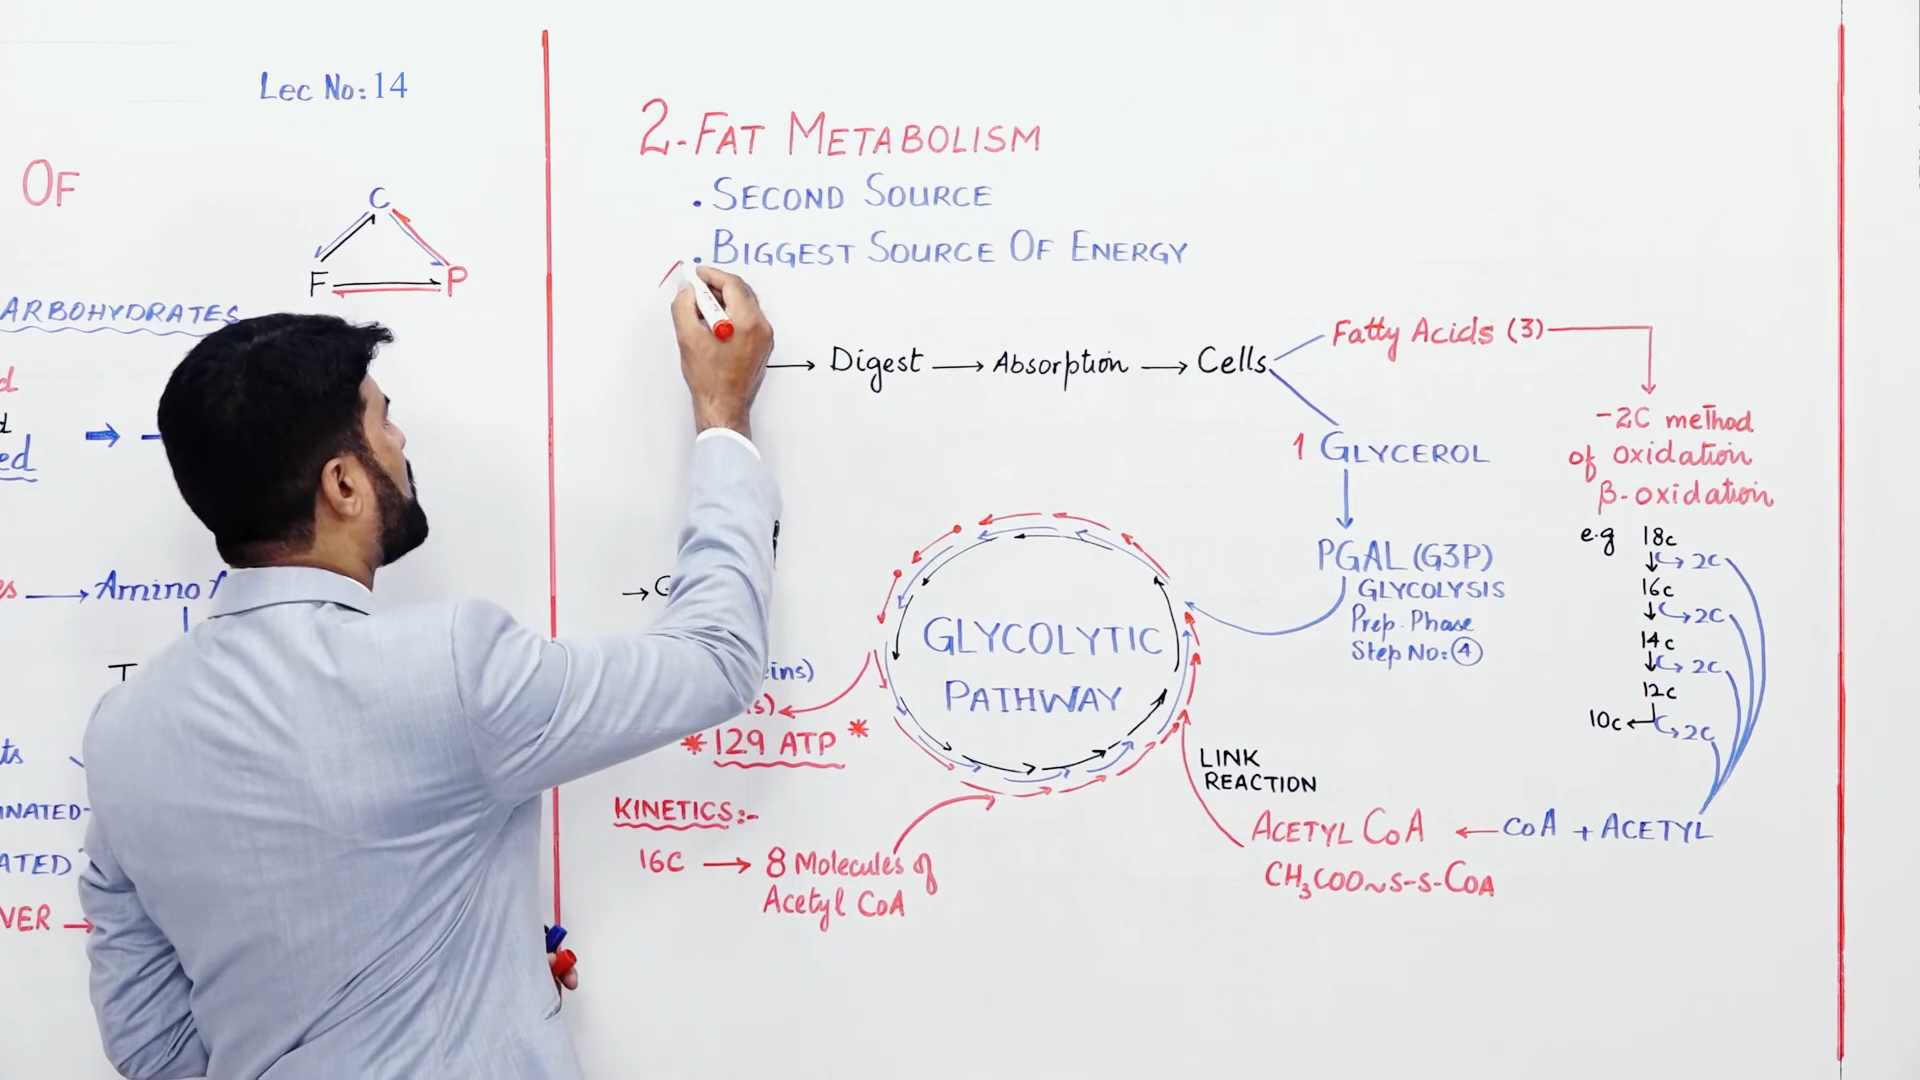 Lec No: 14
OF
C
F P
ARBOHYDRATES
d
d
ed
s → Amino A
T
ts
INATED-
ATED
VER →
2. FAT METABOLISM
• SECOND SOURCE
• BIGGEST SOURCE OF ENERGY
→ Digest → Absorption → Cells
Fatty Acids (3)
1 GLYCEROL
PGAL (G3P)
GLYCOLYSIS
Prep. Phase
Step No: 4
-2C method
of oxidation
β-oxidation
e.g 18c
2c
16c
2c
14c
2c
12c
10c 2c
→ G
GLYCOLYTIC
PATHWAY
eins)
s)
* 129 ATP *
KINETICS:-
16C → 8 Molecules of
Acetyl CoA
LINK
REACTION
ACETYL COA ← COA + ACETYL
CH3COO~S-S-COA